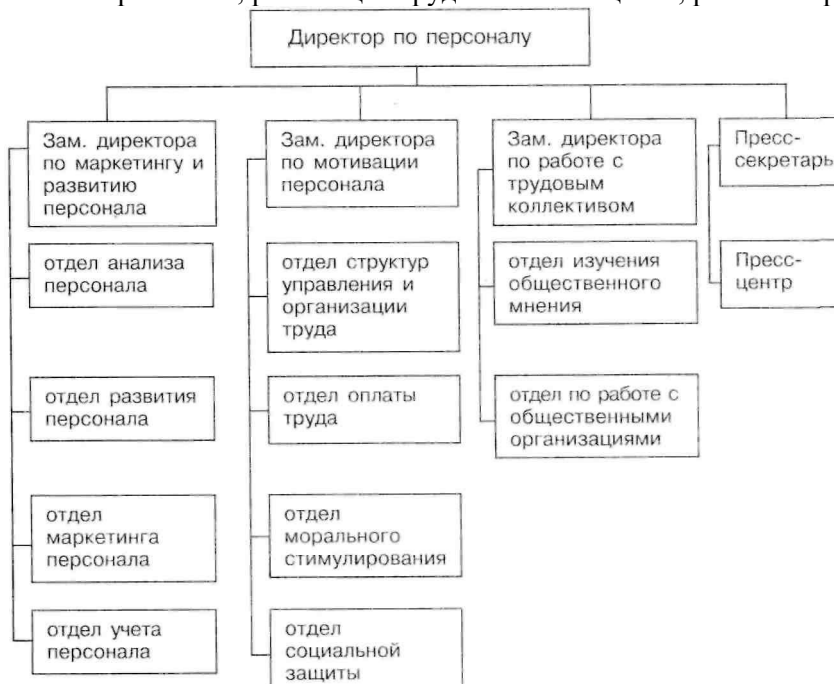 Директор по персоналу
Зам. директора
по маркетингу и
развитию
персонала
отдел анализа
персонала
отдел развития
персонала
отдел
маркетинга
персонала
отдел учета
персонала
Зам. директора
по мотивации
персонала
отдел структур
управления и
организации
труда
отдел оплаты
труда
отдел
морального
стимулирования
отдел
социальной
защиты
Зам. директора
по работе с
трудовым
коллективом
отдел изучения
общественного
мнения
отдел по работе с
общественными
организациями
Пресс-
секретарь
Пресс-
центр